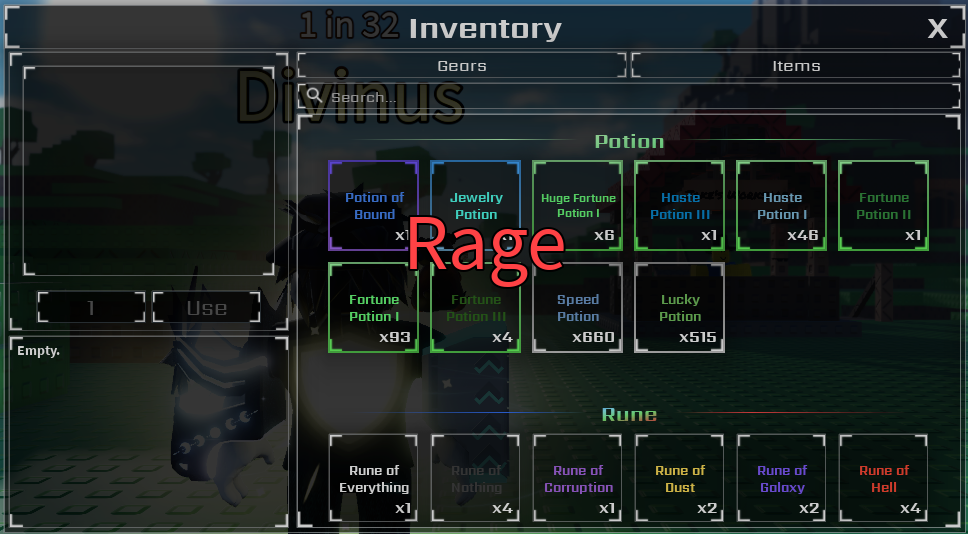 1 in 32
Inventory
X
Gears
Items
Divinus
Search...
Potion
Potion of
Bound
Jewelry
Potion
Huge Fortune
Potion I
x6
Hoste
Potion III
x1
Hoste
Potion I
x46
Fortune
Potion II
x1
Rage
Fortune
Potion I
x93
Fortune
Potion III
x4
Speed
Potion
x660
Lucky
Potion
x515
1
Use
Empty.
Rune
Rune of
Everything
x1
Rune of
Nothing
x4
Rune of
Corruption
x1
Rune of
Dust
x2
Rune of
Galaxy
x2
Rune of
Hell
x4